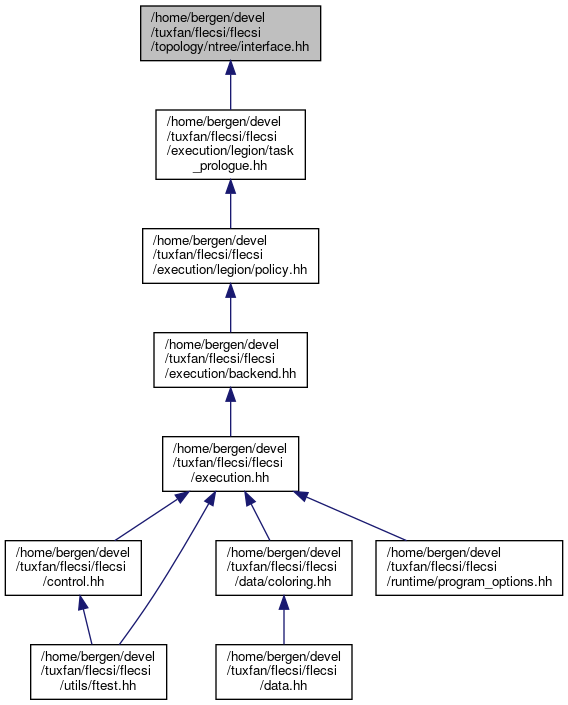 /home/bergen/devel
/tuxfan/flecsi/flecsi
/topology/ntree/interface.hh
/home/bergen/devel
/tuxfan/flecsi/flecsi
/execution/legion/task
_prologue.hh
/home/bergen/devel
/tuxfan/flecsi/flecsi
/execution/legion/policy.hh
/home/bergen/devel
/tuxfan/flecsi/flecsi
/execution/backend.hh
/home/bergen/devel
/tuxfan/flecsi/flecsi
/execution.hh
/home/bergen/devel
/tuxfan/flecsi/flecsi
/control.hh
/home/bergen/devel
/tuxfan/flecsi/flecsi
/data/coloring.hh
/home/bergen/devel
/tuxfan/flecsi/flecsi
/runtime/program_options.hh
/home/bergen/devel
/tuxfan/flecsi/flecsi
/utils/ftest.hh
/home/bergen/devel
/tuxfan/flecsi/flecsi
/data.hh